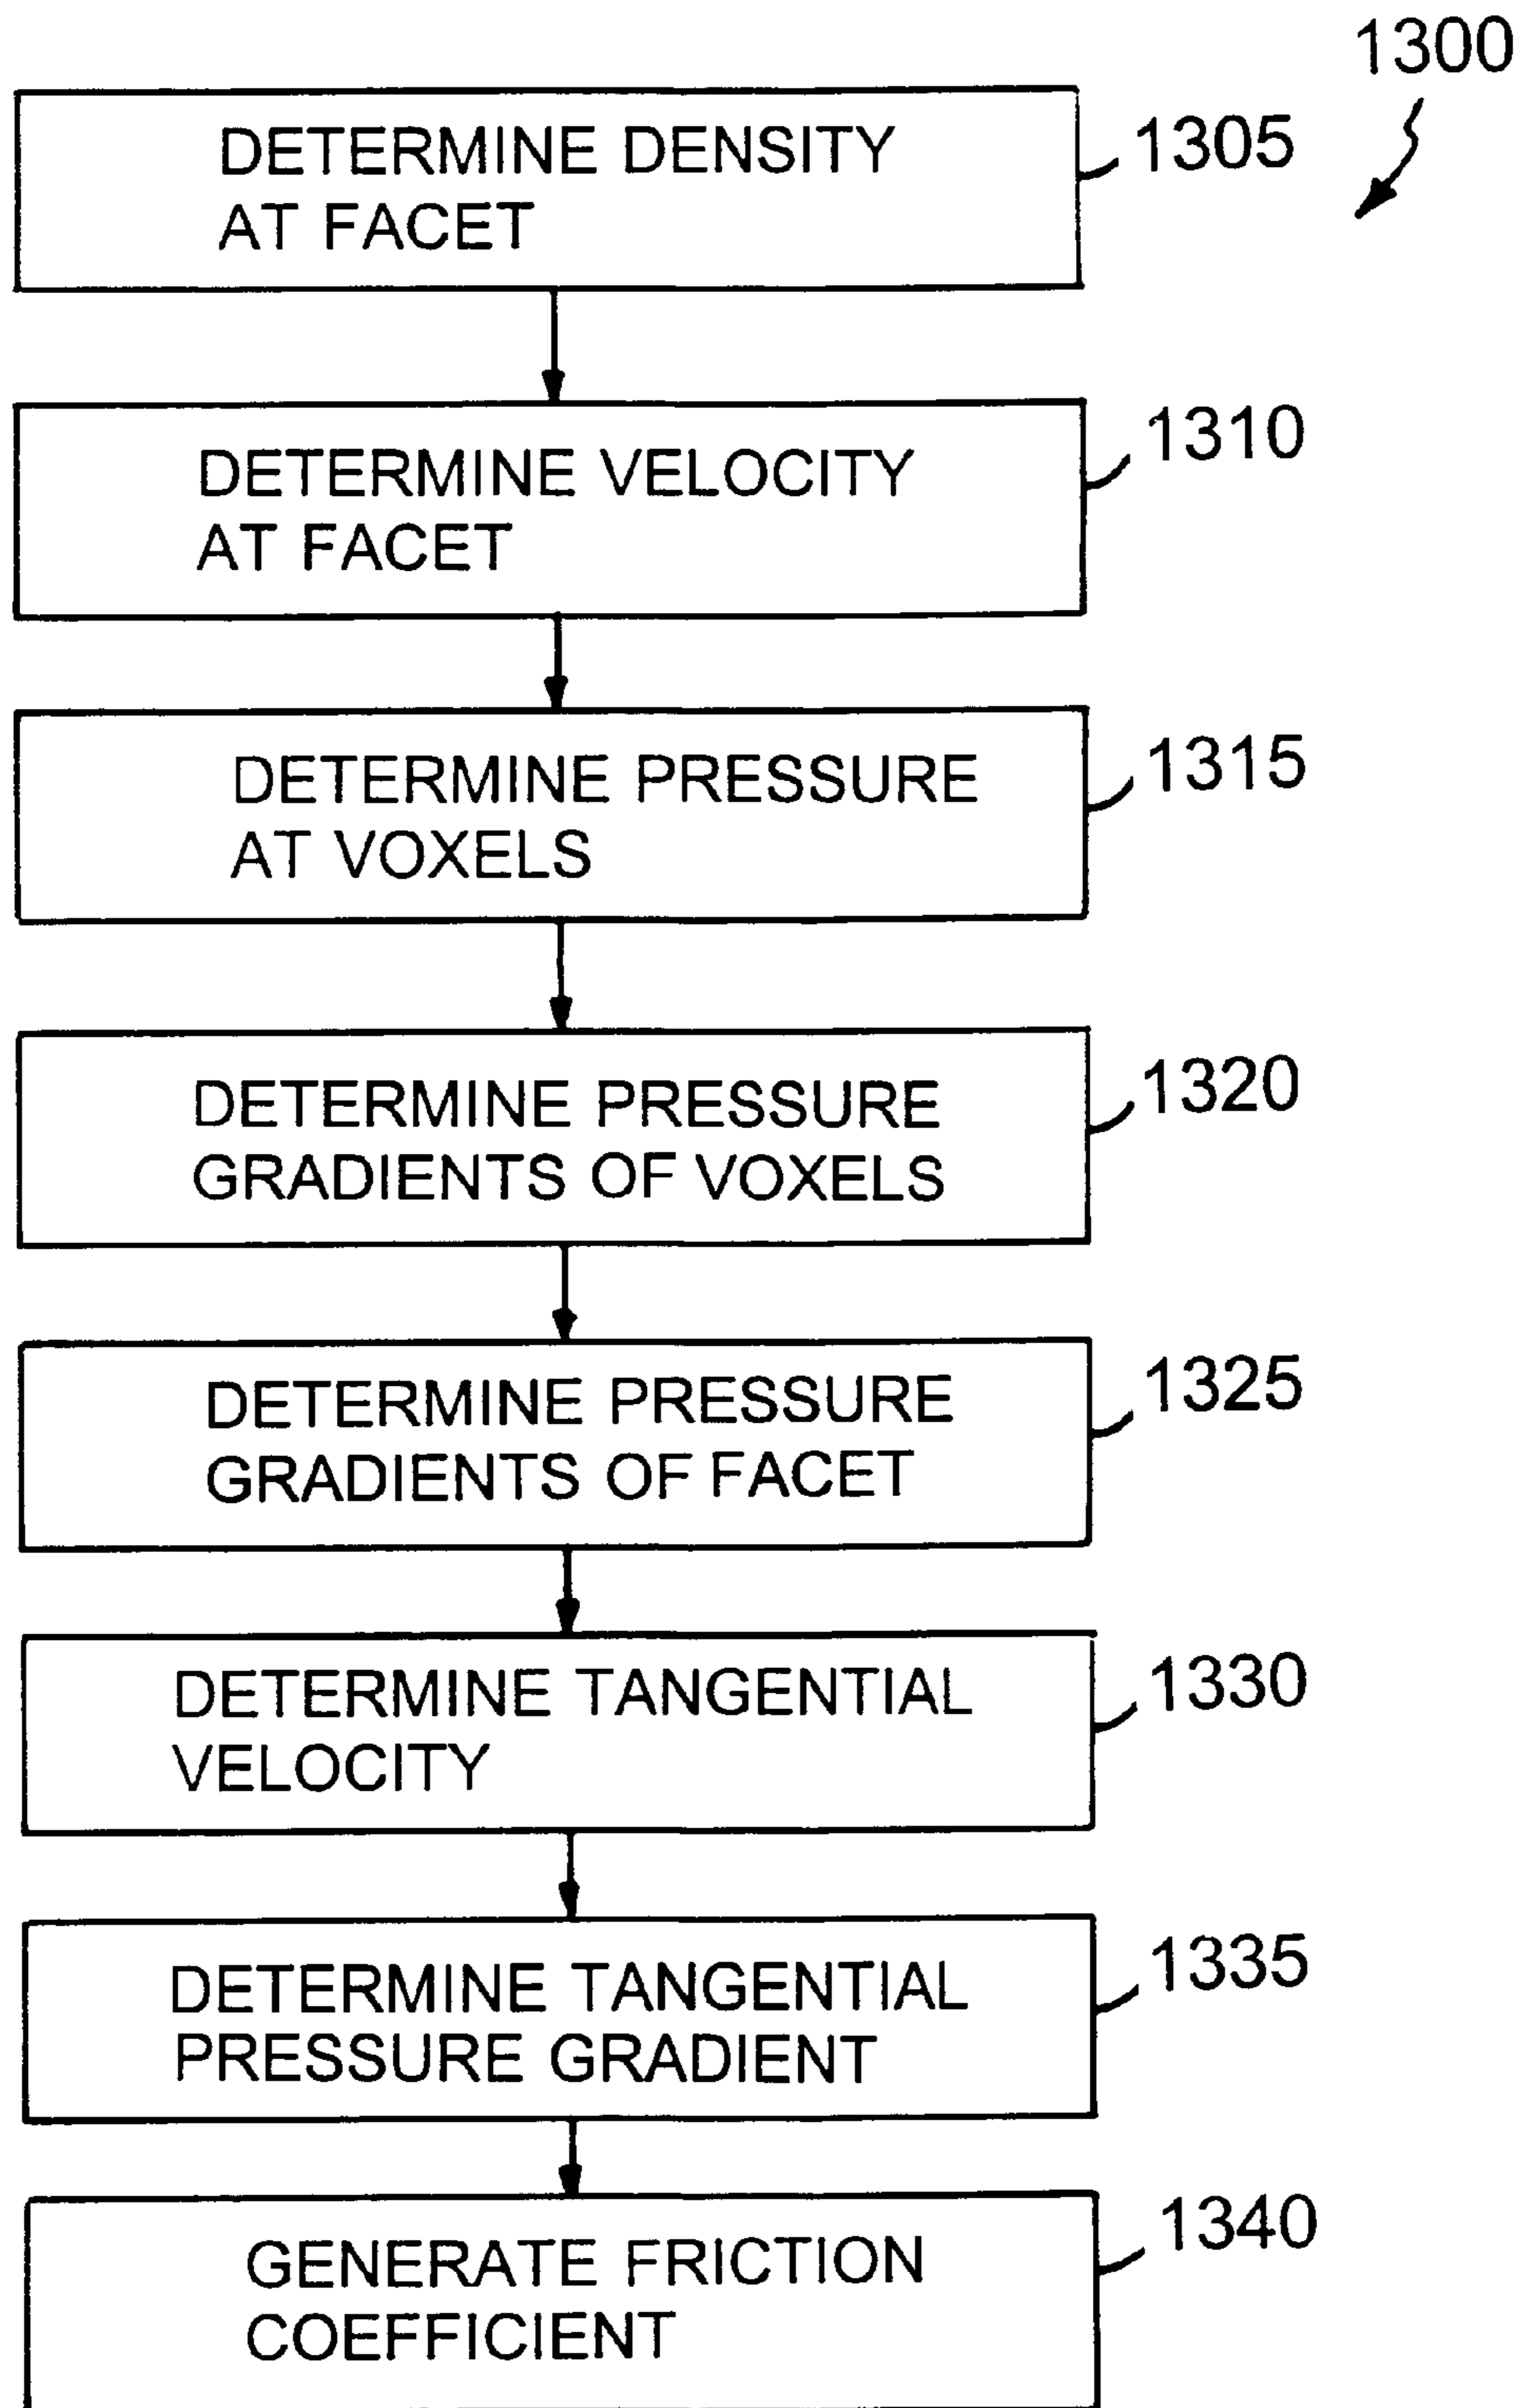 1300
DETERMINE DENSITY
AT FACET
1305
DETERMINE VELOCITY
AT FACET
1310
DETERMINE PRESSURE
AT VOXELS
1315
DETERMINE PRESSURE
GRADIENTS OF VOXELS
1320
DETERMINE PRESSURE
GRADIENTS OF FACET
1325
DETERMINE TANGENTIAL
VELOCITY
1330
DETERMINE TANGENTIAL
PRESSURE GRADIENT
1335
GENERATE FRICTION
COEFFICIENT
1340